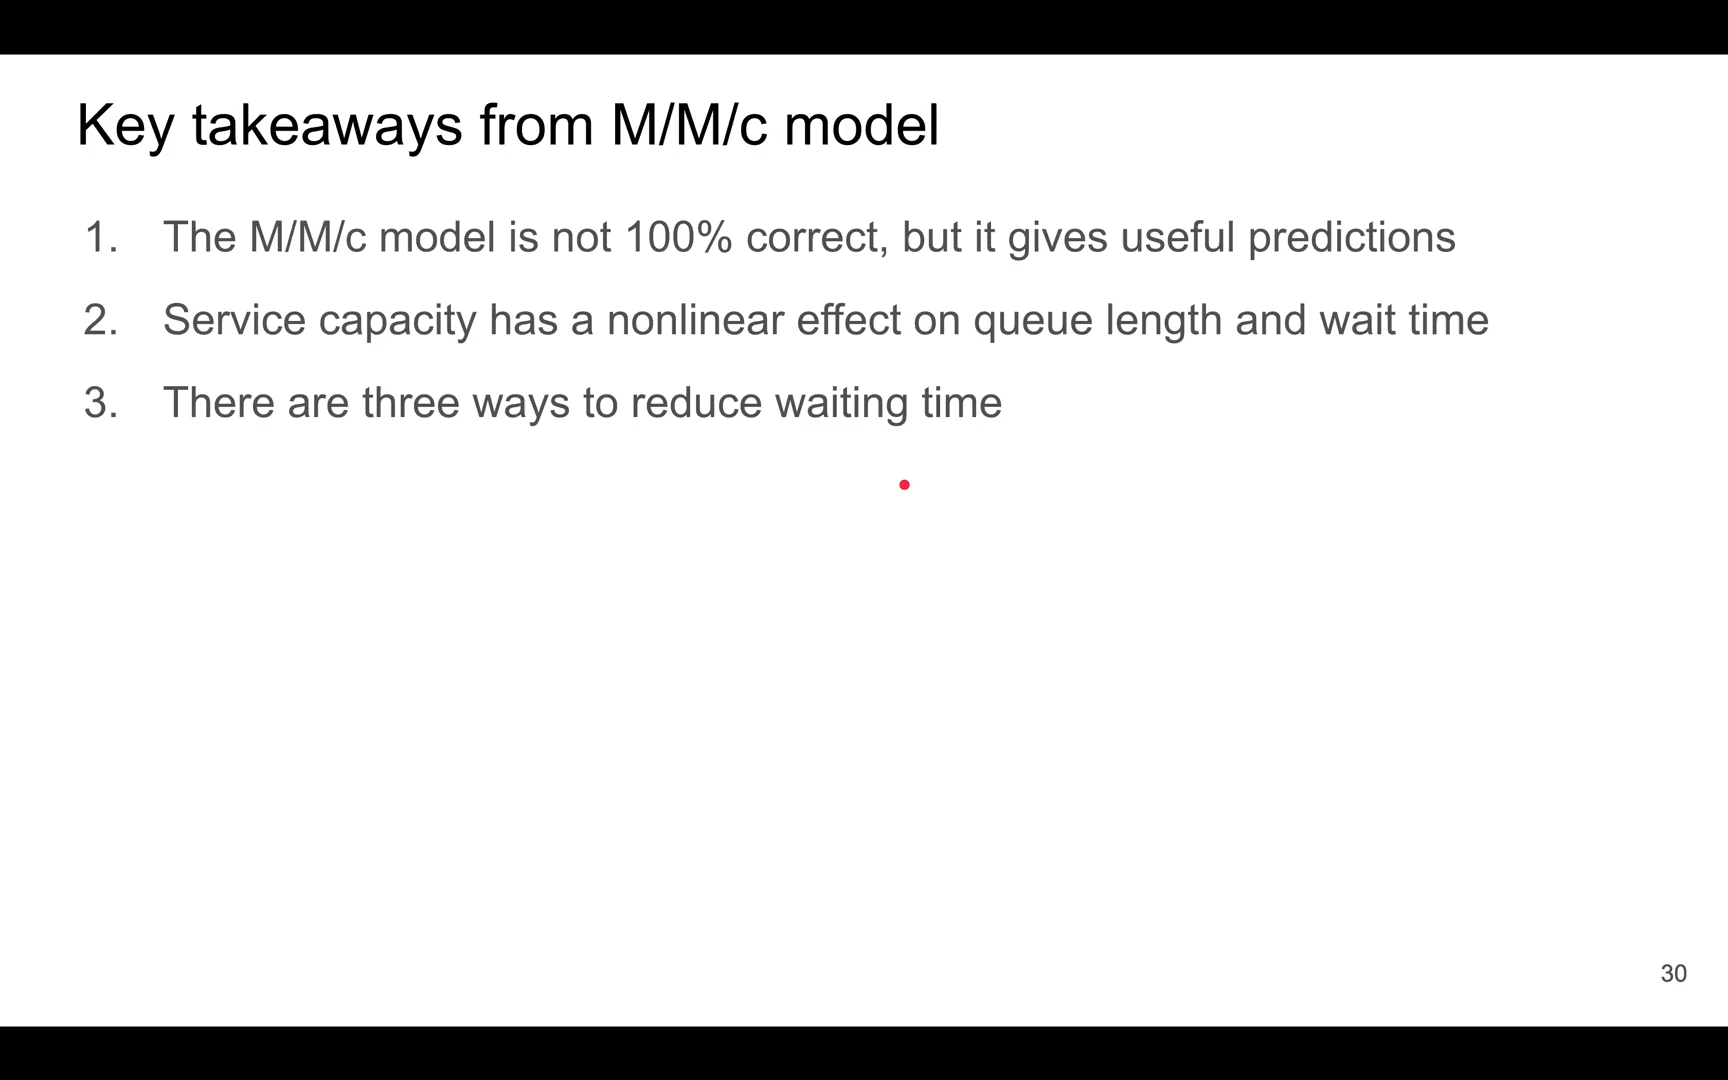 Key takeaways from M/M/c model
1. The M/M/c model is not 100% correct, but it gives useful predictions
2. Service capacity has a nonlinear effect on queue length and wait time
3. There are three ways to reduce waiting time
30